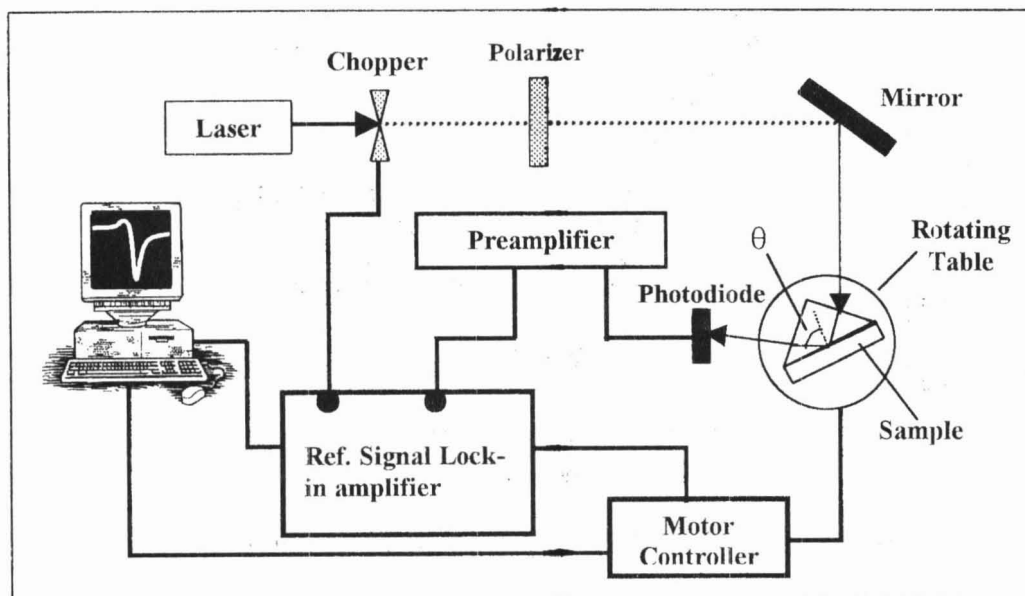 Polarizer
Chopper
Mirror
Laser
Rotating
Table
θ
Preamplifier
Photodiode
Sample
Ref. Signal Lock-
in amplifier
Motor
Controller